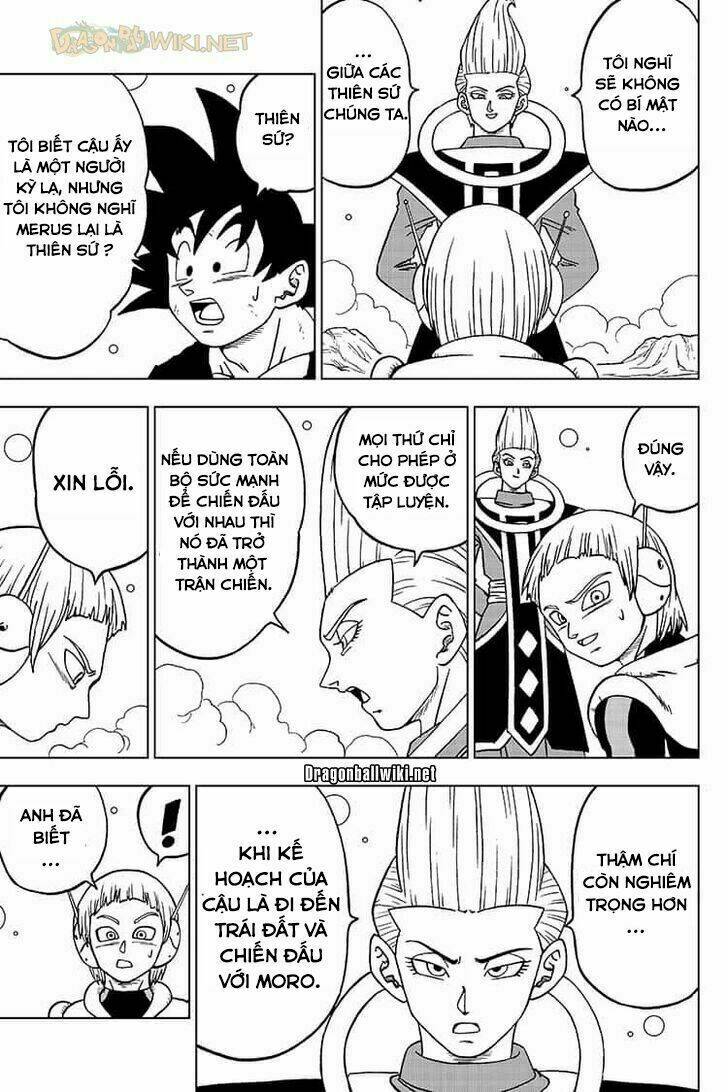 DRAGONBALLWIKI.NET
TÔI NGHĨ
SẼ KHÔNG
CÓ BÍ MẬT
NÀO...
...
GIỮA CÁC
THIÊN SỨ
CHÚNG TA.
THIÊN
SỨ?
TÔI BIẾT CẬU ẤY
LÀ MỘT NGƯỜI
KỲ LẠ, NHƯNG
TÔI KHÔNG NGHĨ
MERUS LẠI LÀ
THIÊN SỨ ?
ĐÚNG
VẬY.
MỌI THỨ CHỈ
CHO PHÉP Ở
MỨC ĐƯỢC
TẬP LUYỆN.
NẾU DÙNG TOÀN
BỘ SỨC MẠNH
ĐỂ CHIẾN ĐẤU
VỚI NHAU THÌ
NÓ ĐÃ TRỞ
THÀNH MỘT
TRẬN CHIẾN.
XIN LỖI.
Dragonballwiki.net
THẬM CHÍ
CÒN NGHIÊM
TRỌNG HƠN
...
...
KHI KẾ
HOẠCH CỦA
CẬU LÀ ĐI ĐẾN
TRÁI ĐẤT VÀ
CHIẾN ĐẤU
VỚI MORO.
!
ANH ĐÃ
BIẾT
...